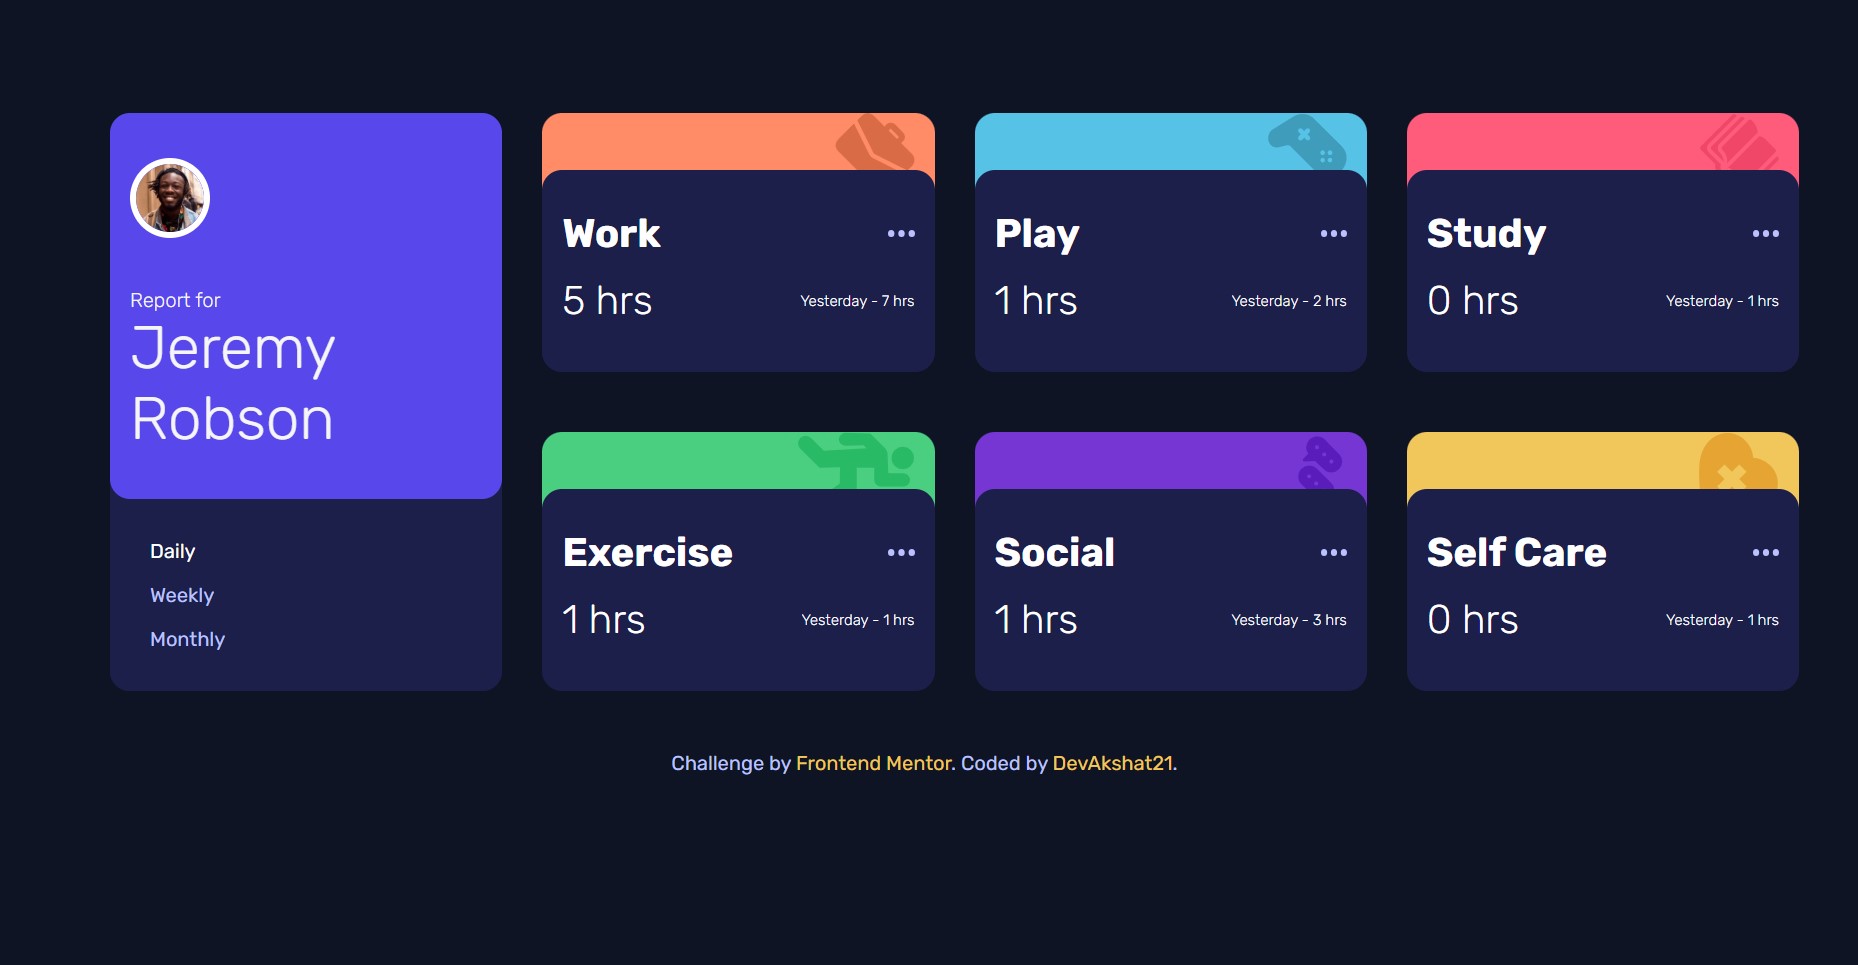 Report for
Jeremy
Robson
Daily
Weekly
Monthly
Work
5 hrs
Yesterday - 7 hrs
Play
1 hrs
Yesterday - 2 hrs
Study
0 hrs
Yesterday - 1 hrs
Exercise
1 hrs
Yesterday - 1 hrs
Social
1 hrs
Yesterday - 3 hrs
Self Care
0 hrs
Yesterday - 1 hrs
Challenge by Frontend Mentor. Coded by DevAkshat21.